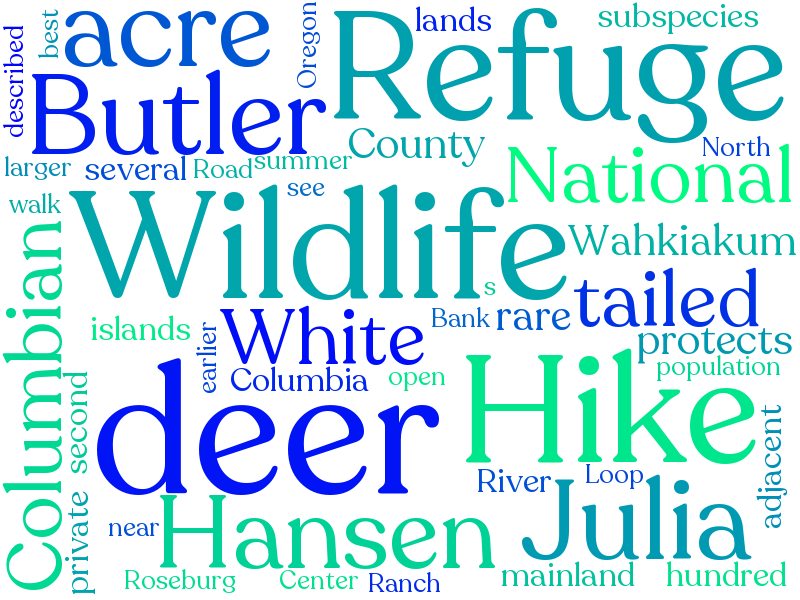 described
best
acre
Oregon
lands
subspecies
Refuge
Butler
County
North
larger
several
Road
summer
see
National
walk
Wildlife
Wahkiakum
s
Columbian
islands
earlier
White
Bank
rare
tailed
protects
population
Columbia
open
second
deer
Hike
adjacent
River
Loop
private
near
Hansen
Julia
Roseburg
Center
Ranch
mainland
hundred